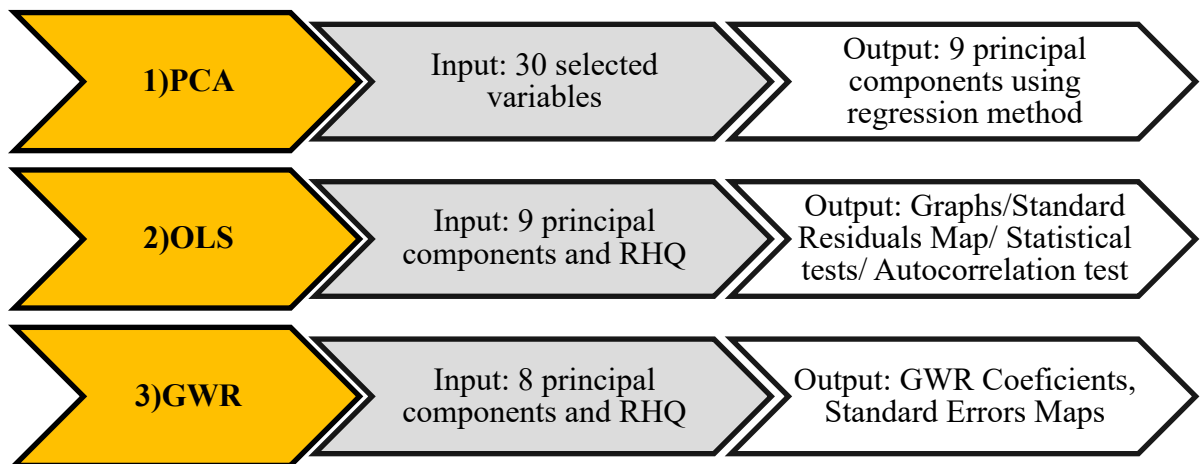 1)PCA
Input: 30 selected
variables
Output: 9 principal
components using
regression method
2)OLS
Input: 9 principal
components and RHQ
Output: Graphs/Standard
Residuals Map/ Statistical
tests/ Autocorrelation test
3)GWR
Input: 8 principal
components and RHQ
Output: GWR Coeficients,
Standard Errors Maps